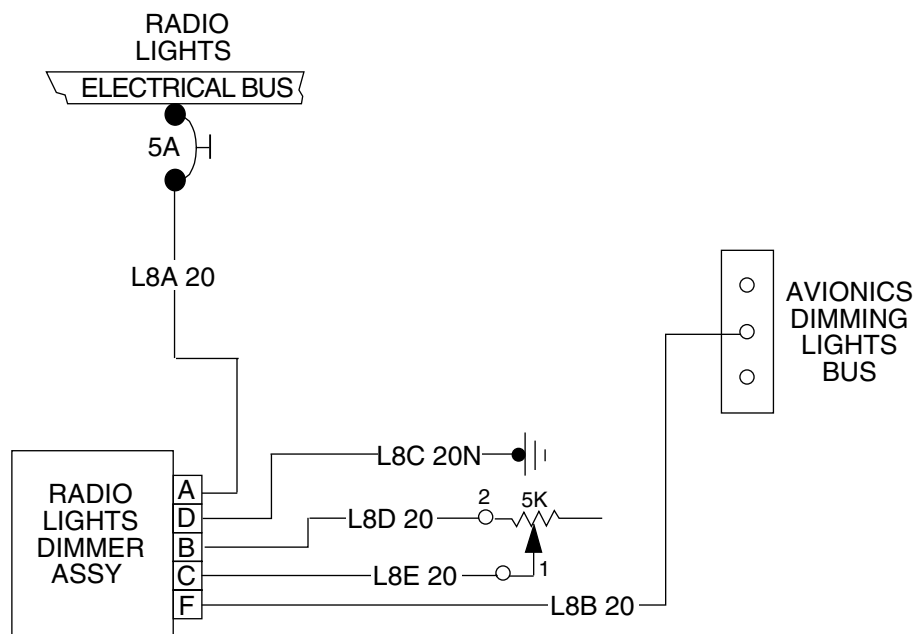 RADIO
LIGHTS
ELECTRICAL BUS
5A
L8A 20
AVIONICS
DIMMING
LIGHTS
BUS
RADIO
LIGHTS
DIMMER
ASSY
A
D
B
C
F
L8C 20N
L8D 20
2
5K
L8E 20
1
L8B 20